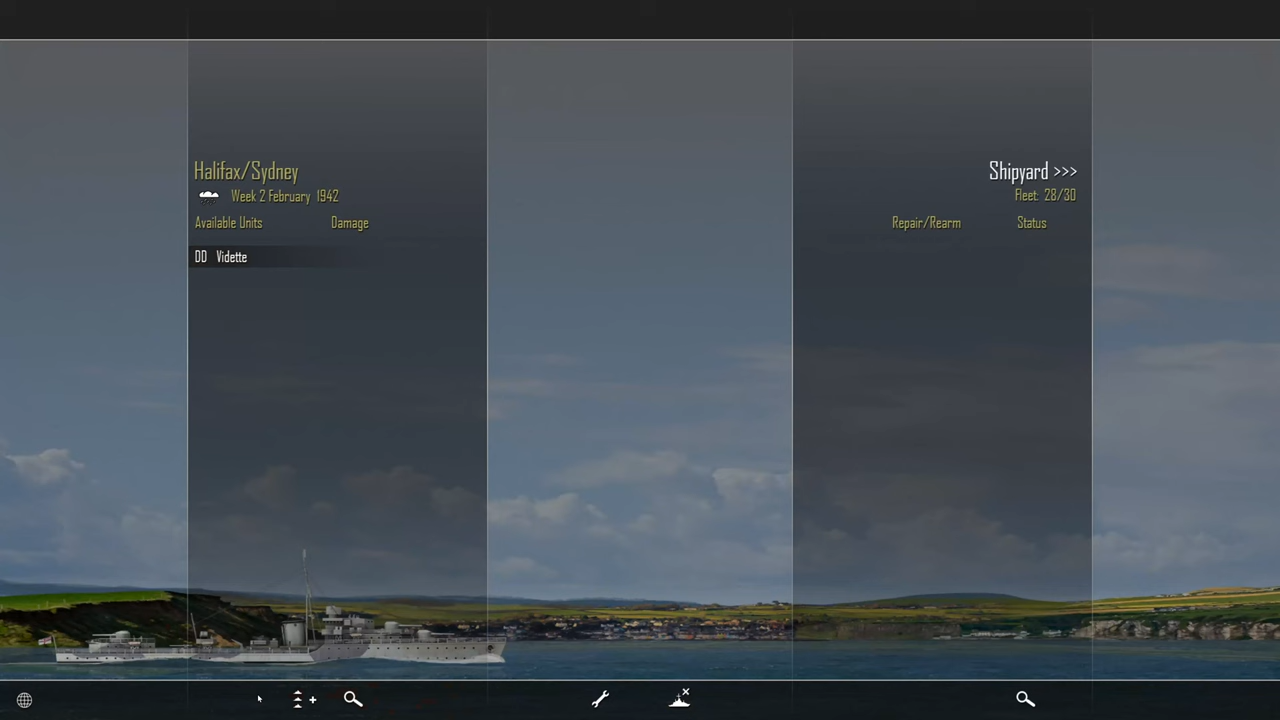 Halifax/Sydney
Week 2 February 1942
Available Units Damage
DD Vidette
Shipyard >>>
Fleet: 28/30
Repair/Rearm Status